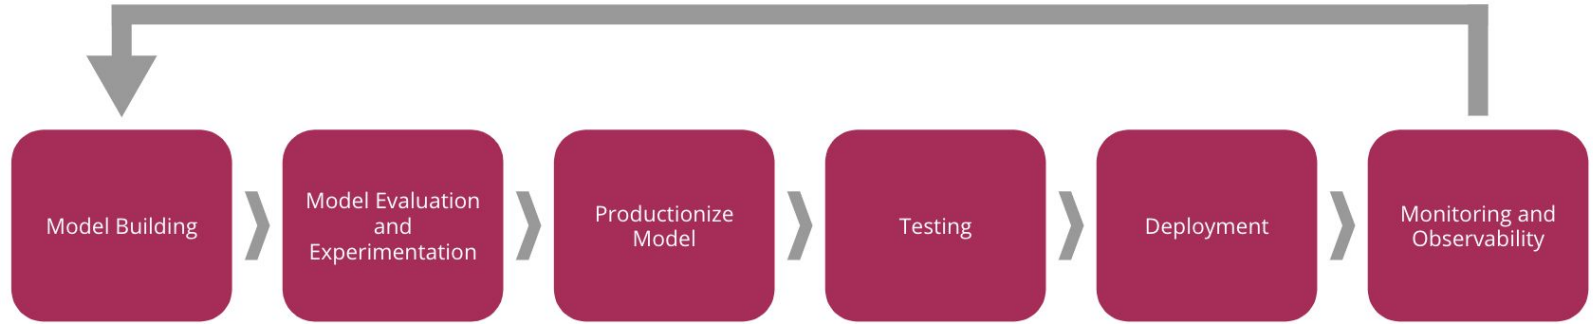 Model Building
Model Evaluation
and
Experimentation
Productionize
Model
Testing
Deployment
Monitoring and
Observability